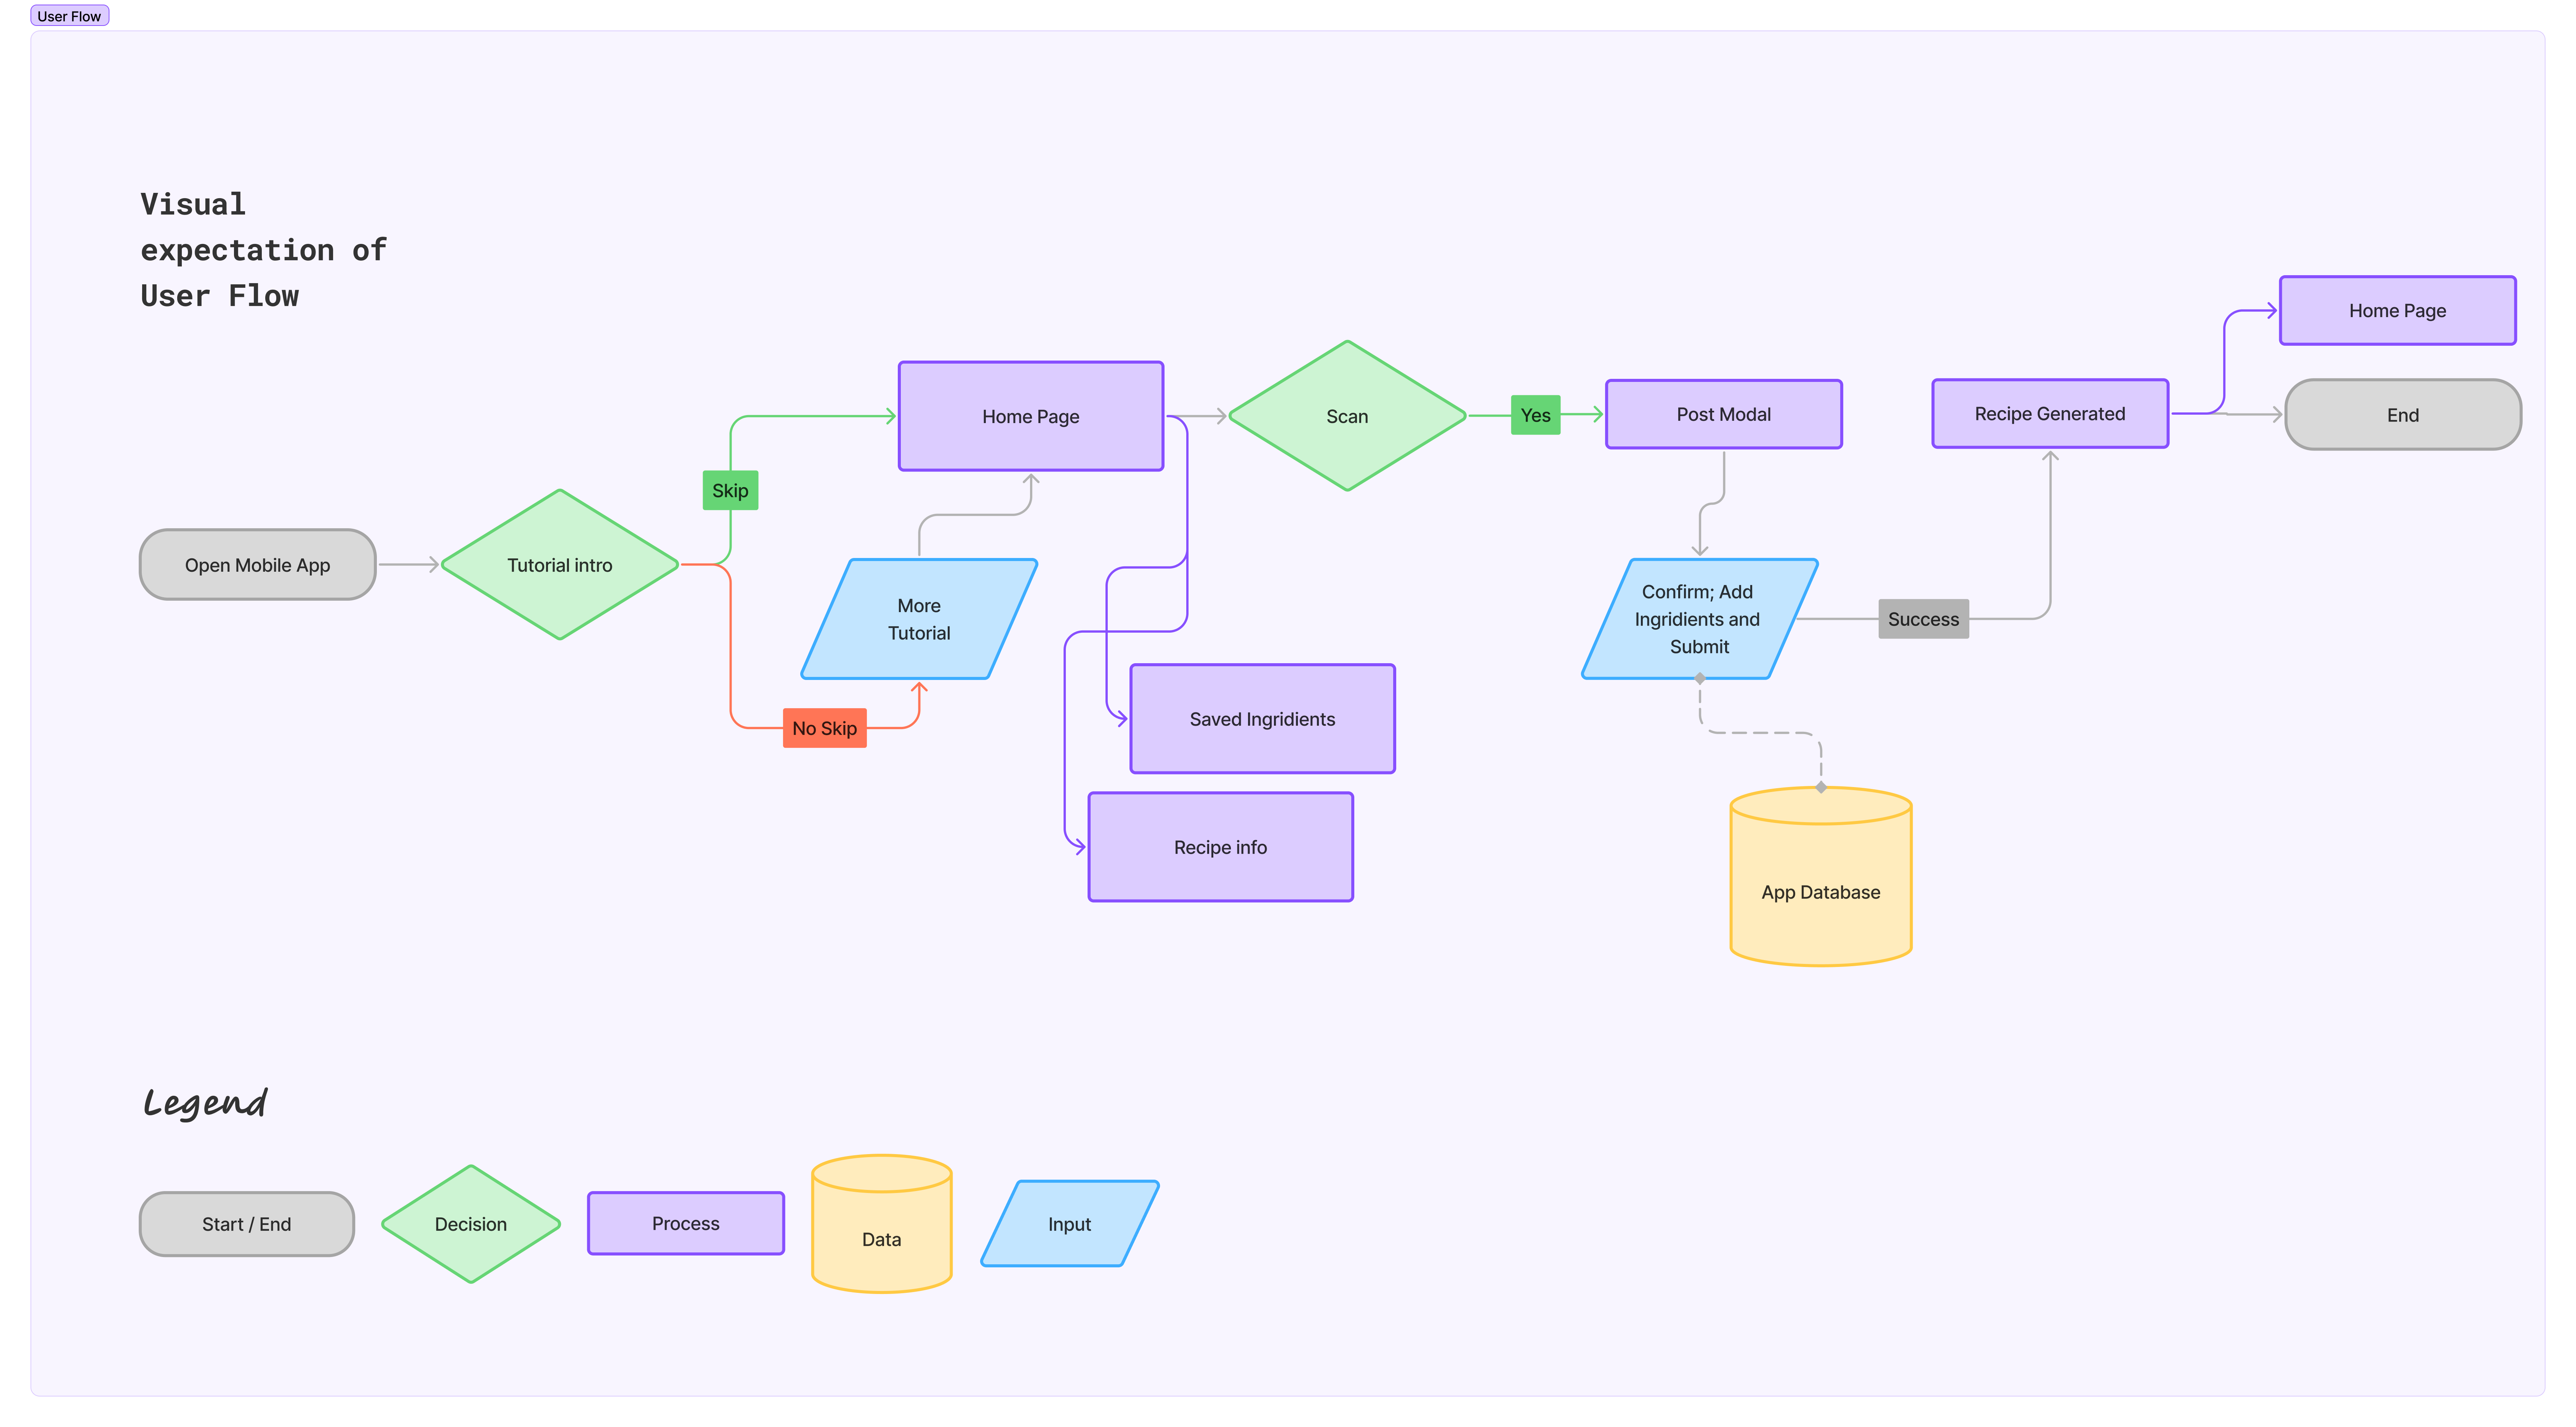 User Flow
Visual
expectation of
User Flow
Open Mobile App
Tutorial intro
Skip
No Skip
More
Tutorial
Home Page
Saved Ingridients
Recipe info
Scan
Yes
Post Modal
Confirm; Add
Ingridients and
Submit
App Database
Success
Recipe Generated
Home Page
End
Legend
Start / End
Decision
Process
Data
Input